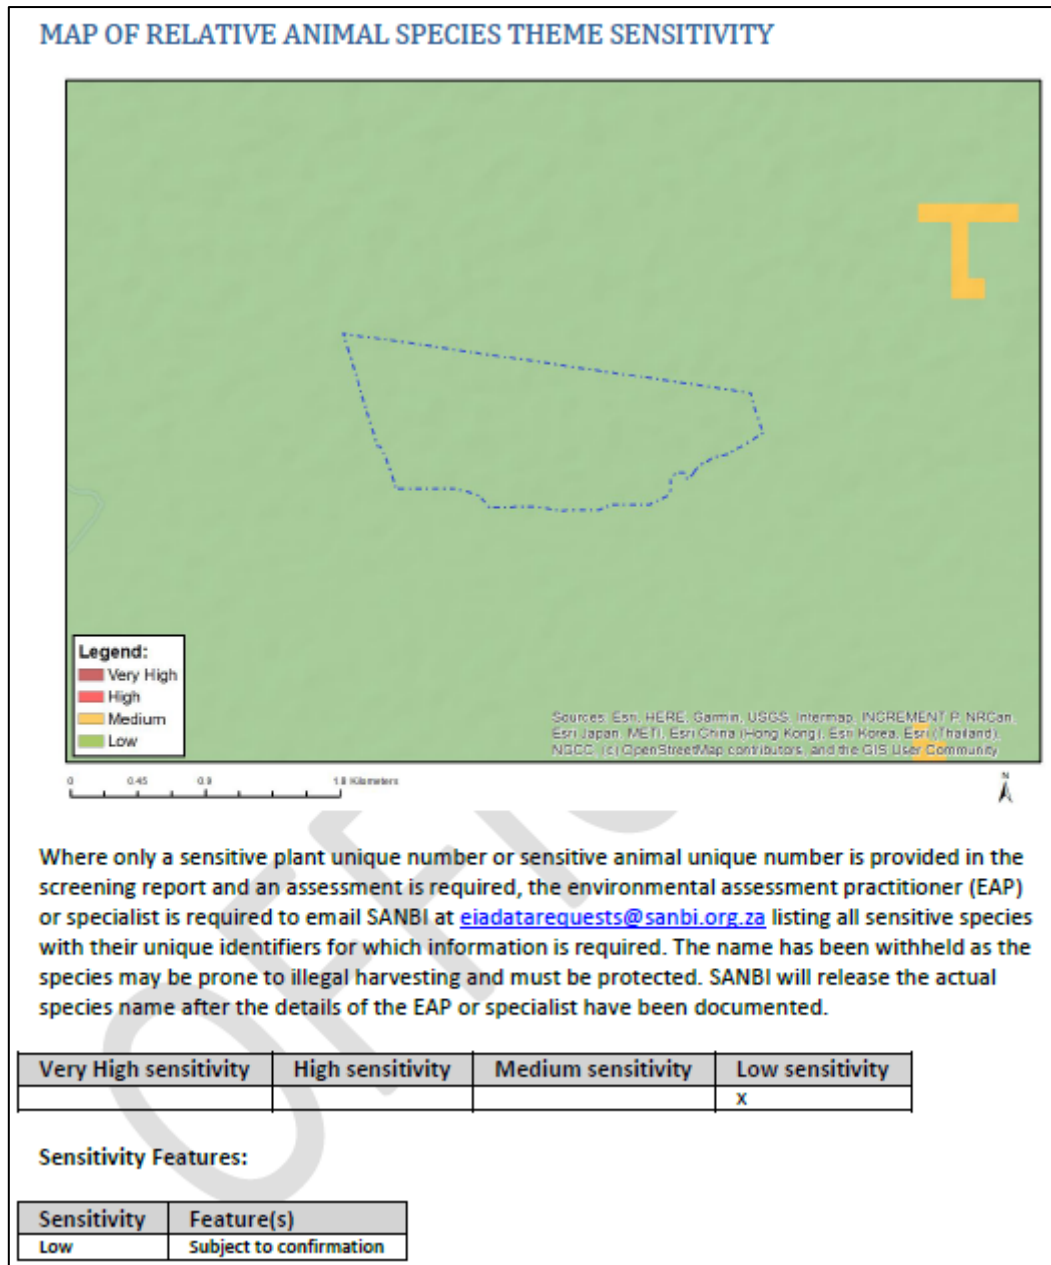 MAP OF RELATIVE ANIMAL SPECIES THEME SENSITIVITY
Legend:
Very High
High
Medium
Low
Sources: Esri, HERE, Garmin, USGS, Intermap, INCREMENT P, NRCan,
Esri Japan, METI, Esri China (Hong Kong), Esri Korea, Esri (Thailand),
NGCC, (c) OpenStreetMap contributors, and the GIS User Community
0 0.45 0.9 1.8 Kilometers
N
Where only a sensitive plant unique number or sensitive animal unique number is provided in the
screening report and an assessment is required, the environmental assessment practitioner (EAP)
or specialist is required to email SANBI at eiadatarequests@sanbi.org.za listing all sensitive species
with their unique identifiers for which information is required. The name has been withheld as the
species may be prone to illegal harvesting and must be protected. SANBI will release the actual
species name after the details of the EAP or specialist have been documented.
Very High sensitivity High sensitivity Medium sensitivity Low sensitivity
X
Sensitivity Features:
Sensitivity Feature(s)
Low Subject to confirmation